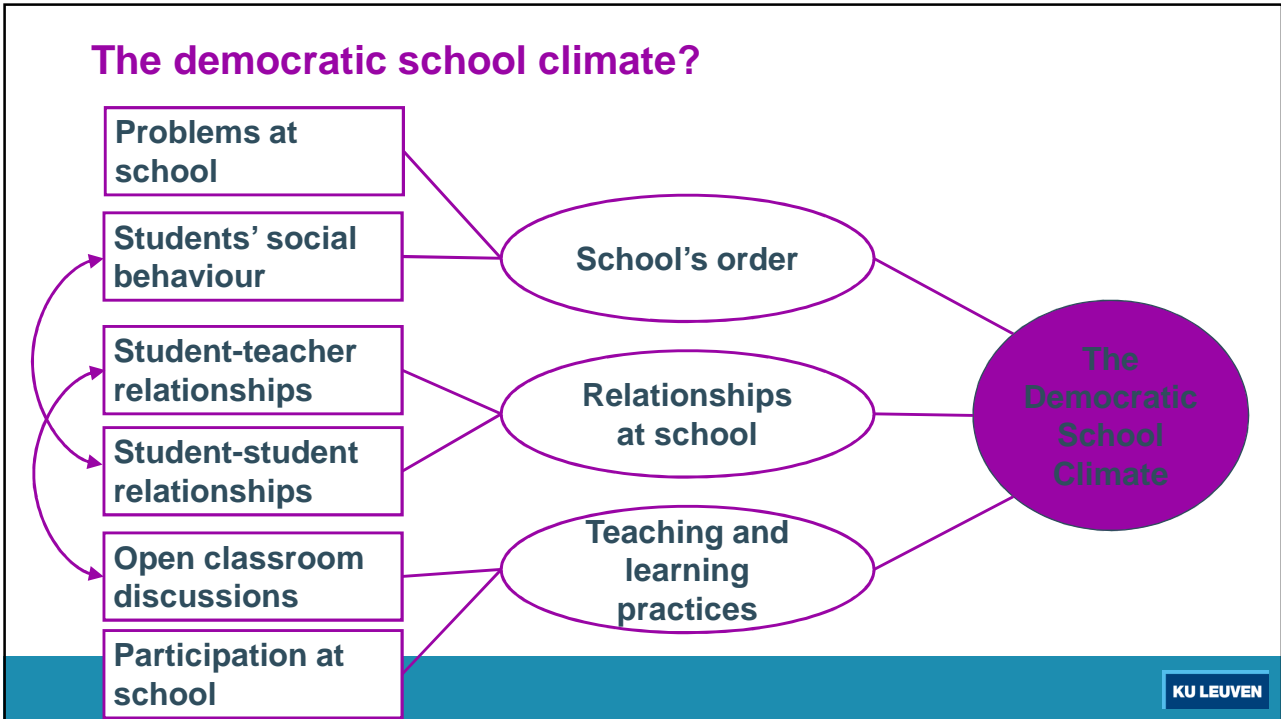 The democratic school climate?
Problems at
school
Students’ social
behaviour
Student-teacher
relationships
Student-student
relationships
Open classroom
discussions
Participation at
school
School’s order
Relationships
at school
Teaching and
learning
practices
The
Democratic
School
Climate
KU LEUVEN